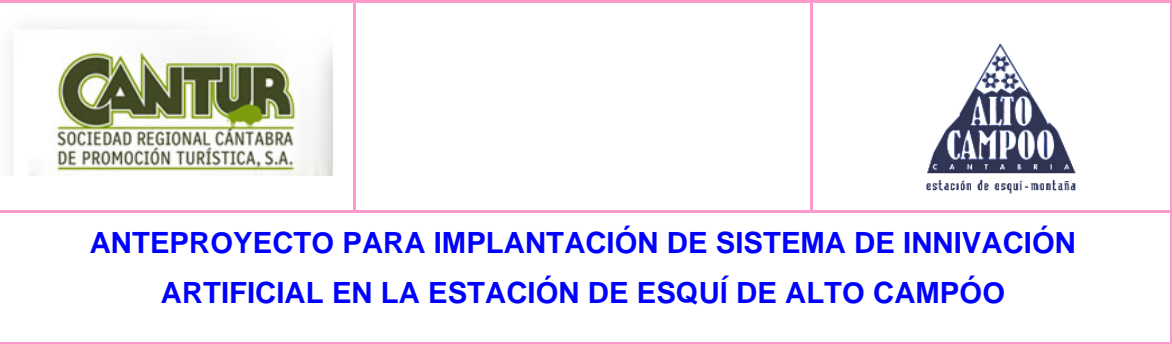 CANTUR
SOCIEDAD REGIONAL CÁNTABRA
DE PROMOCIÓN TURÍSTICA, S.A.
ALTO
CAMPOO
CANTABRIA
estación de esquí-montaña
ANTEPROYECTO PARA IMPLANTACIÓN DE SISTEMA DE INNIVACIÓN
ARTIFICIAL EN LA ESTACIÓN DE ESQUÍ DE ALTO CAMPÓO